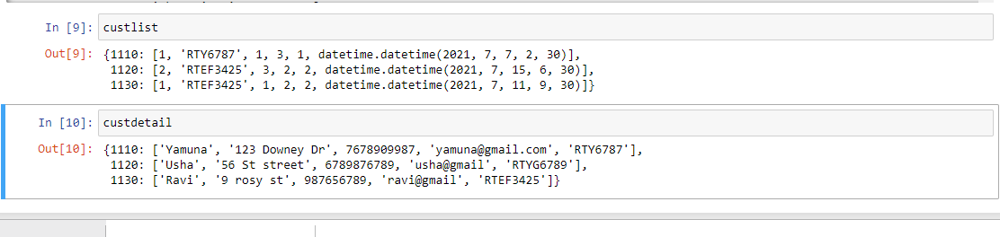 In [9]: custlist
Out[9]: {1110: [1, 'RTY6787', 1, 3, 1, datetime.datetime(2021, 7, 7, 2, 30)],
1120: [2, 'RTEF3425', 3, 2, 2, datetime.datetime(2021, 7, 15, 6, 30)],
1130: [1, 'RTEF3425', 1, 2, 2, datetime.datetime(2021, 7, 11, 9, 30)]}
In [10]: custdetail
Out[10]: {1110: ['Yamuna', '123 Downey Dr', 7678909987, 'yamuna@gmail.com', 'RTY6787'],
1120: ['Usha', '56 St street', 6789876789, 'usha@gmail', 'RTYG6789'],
1130: ['Ravi', '9 rosy st', 987656789, 'ravi@gmail', 'RTEF3425']}